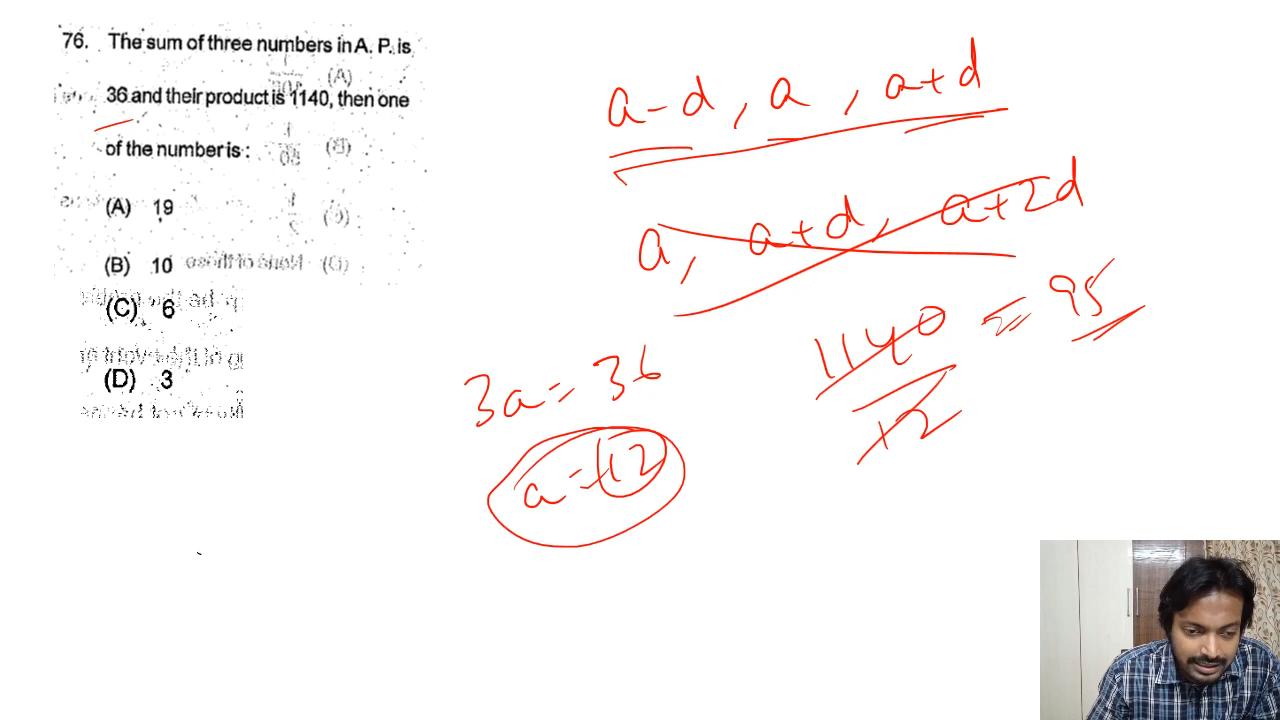 76. The sum of three numbers in A. P. is
36 and their product is 1140, then one
of the number is :
(A) 19
(B) 10
(C) 6
(D) 3
a-d, a, a+d
a, a+d, a+2d
1140 = 95
12
3a = 36
a = 12